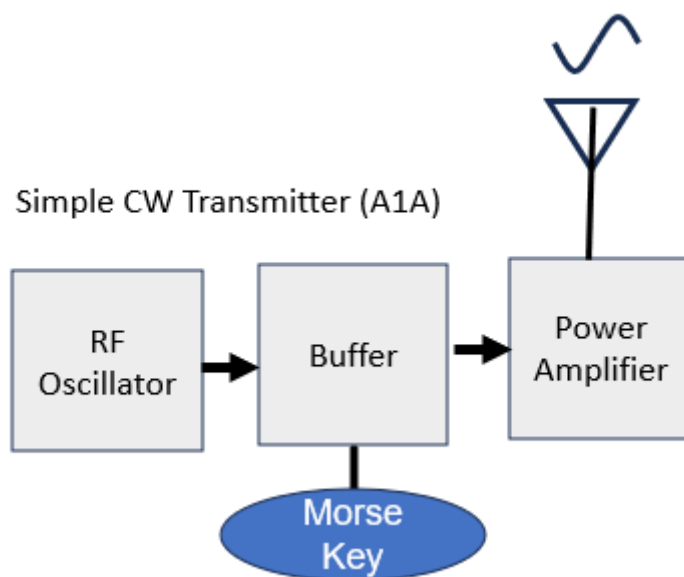 Simple CW Transmitter (A1A)
RF
Oscillator
Buffer
Power
Amplifier
Morse
Key